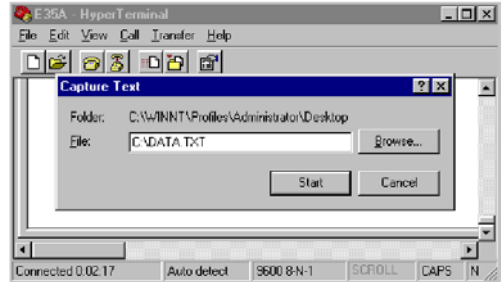 E35A - HyperTerminal
File Edit View Call Transfer Help
Capture Text
Folder: C:\WINNT\Profiles\Administrator\Desktop
File: C:\DATA.TXT Browse...
Start Cancel
Connected 0:02:17 Auto detect 9600 8-N-1 SCROLL CAPS N